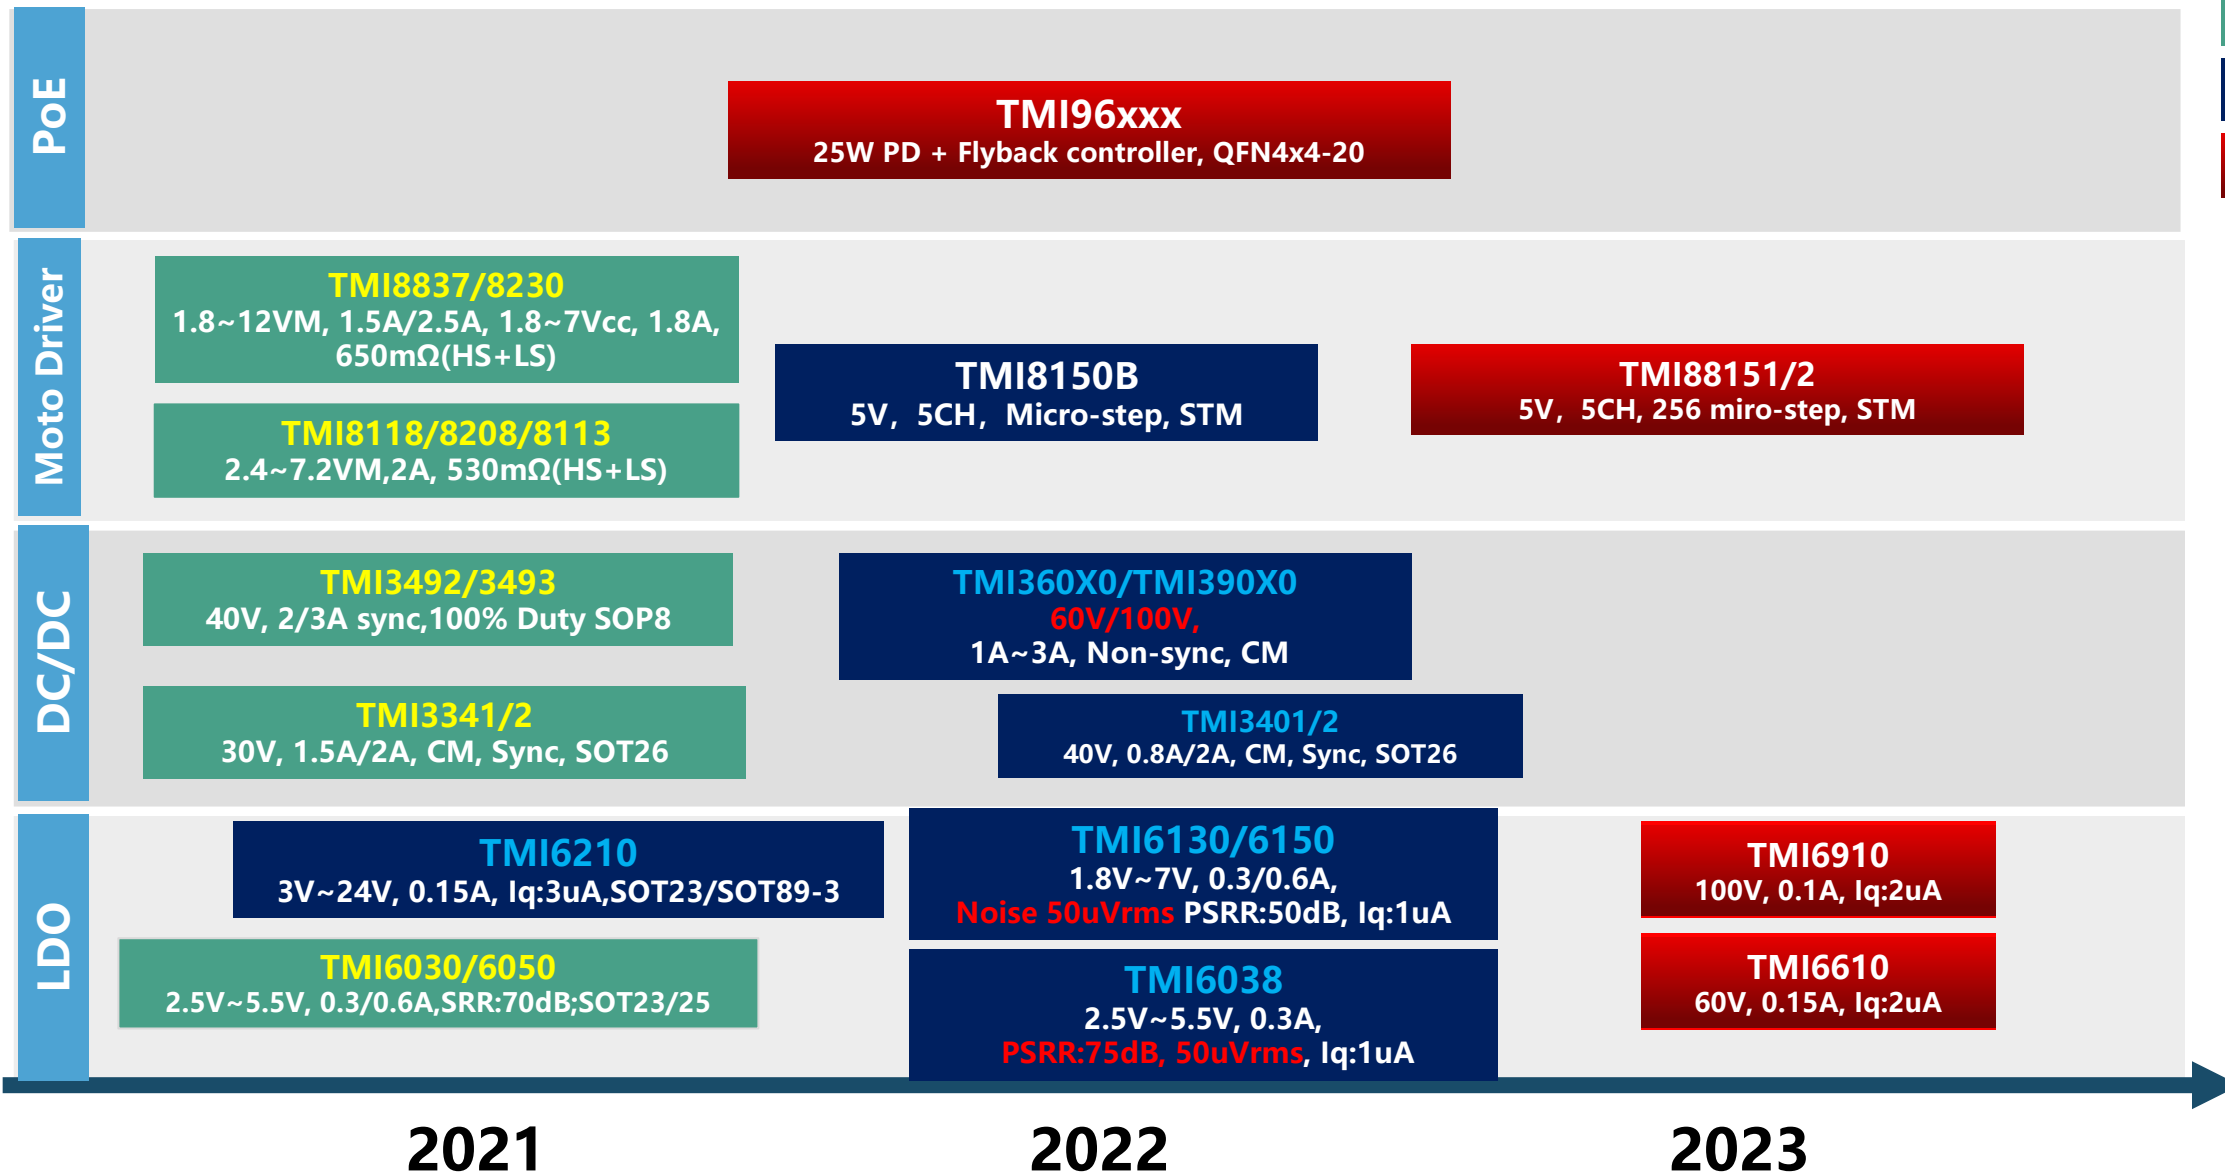 PoE
TMI96xxx
25W PD + Flyback controller, QFN4x4-20
Moto Driver
TMI8837/8230
1.8~12VM, 1.5A/2.5A, 1.8~7Vcc, 1.8A,
650mΩ(HS+LS)
TMI8118/8208/8113
2.4~7.2VM,2A, 530mΩ(HS+LS)
TMI8150B
5V，5CH，Micro-step, STM
TMI88151/2
5V，5CH, 256 miro-step, STM
DC/DC
TMI3492/3493
40V, 2/3A sync,100% Duty SOP8
TMI3341/2
30V, 1.5A/2A, CM, Sync, SOT26
TMI360X0/TMI390X0
60V/100V,
1A~3A, Non-sync, CM
TMI3401/2
40V, 0.8A/2A, CM, Sync, SOT26
LDO
TMI6210
3V~24V, 0.15A, Iq:3uA,SOT23/SOT89-3
TMI6030/6050
2.5V~5.5V, 0.3/0.6A,SRR:70dB;SOT23/25
TMI6130/6150
1.8V~7V, 0.3/0.6A,
Noise 50uVrms PSRR:50dB, Iq:1uA
TMI6038
2.5V~5.5V, 0.3A,
PSRR:75dB, 50uVrms, Iq:1uA
TMI6910
100V, 0.1A, Iq:2uA
TMI6610
60V, 0.15A, Iq:2uA
2021
2022
2023